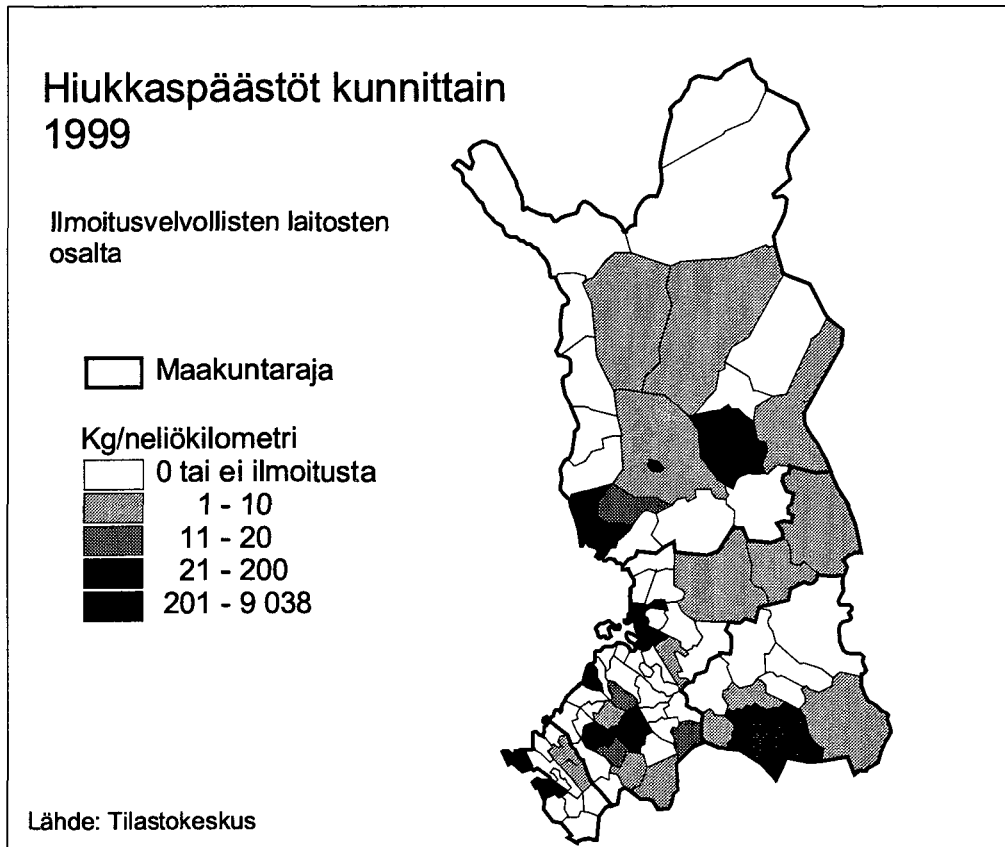 Hiukkaspäästöt kunnittain
1999
Ilmoitusvelvollisten laitosten
osalta
Maakuntaraja
Kg/neliökilometri
0 tai ei ilmoitusta
1 - 10
11 - 20
21 - 200
201 - 9 038
Lähde: Tilastokeskus